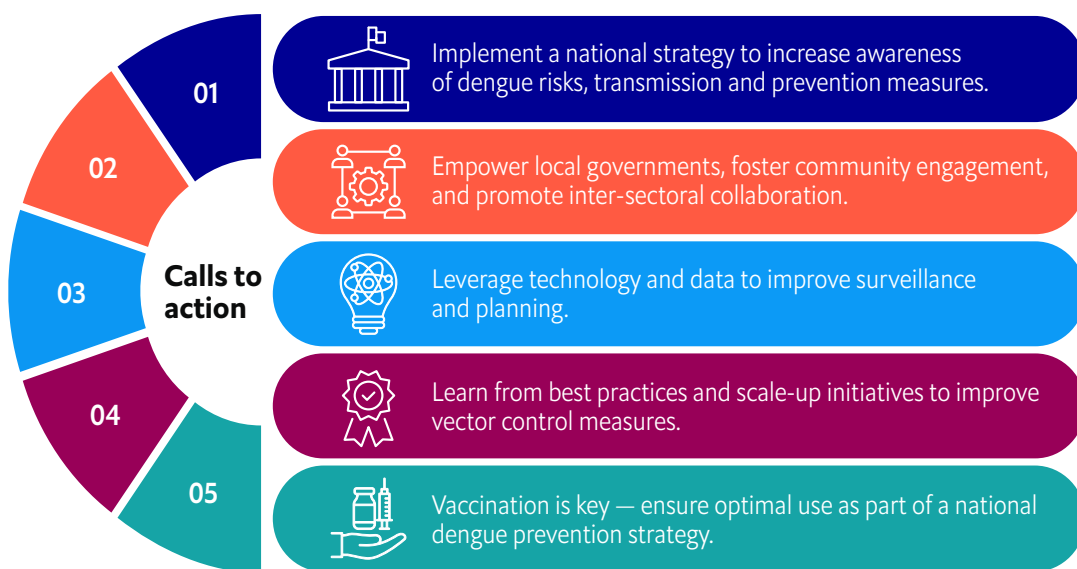 01
Implement a national strategy to increase awareness
of dengue risks, transmission and prevention measures.
02
Empower local governments, foster community engagement,
and promote inter-sectoral collaboration.
Calls to
action
03
Leverage technology and data to improve surveillance
and planning.
04
Learn from best practices and scale-up initiatives to improve
vector control measures.
05
Vaccination is key — ensure optimal use as part of a national
dengue prevention strategy.